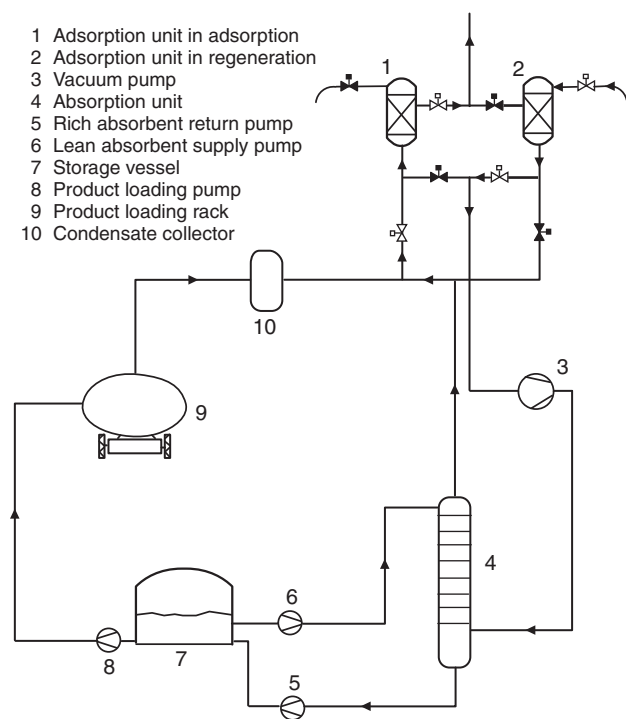 1 Adsorption unit in adsorption
2 Adsorption unit in regeneration
3 Vacuum pump
4 Absorption unit
5 Rich absorbent return pump
6 Lean absorbent supply pump
7 Storage vessel
8 Product loading pump
9 Product loading rack
10 Condensate collector
1
2
10
3
9
4
6
8
7
5